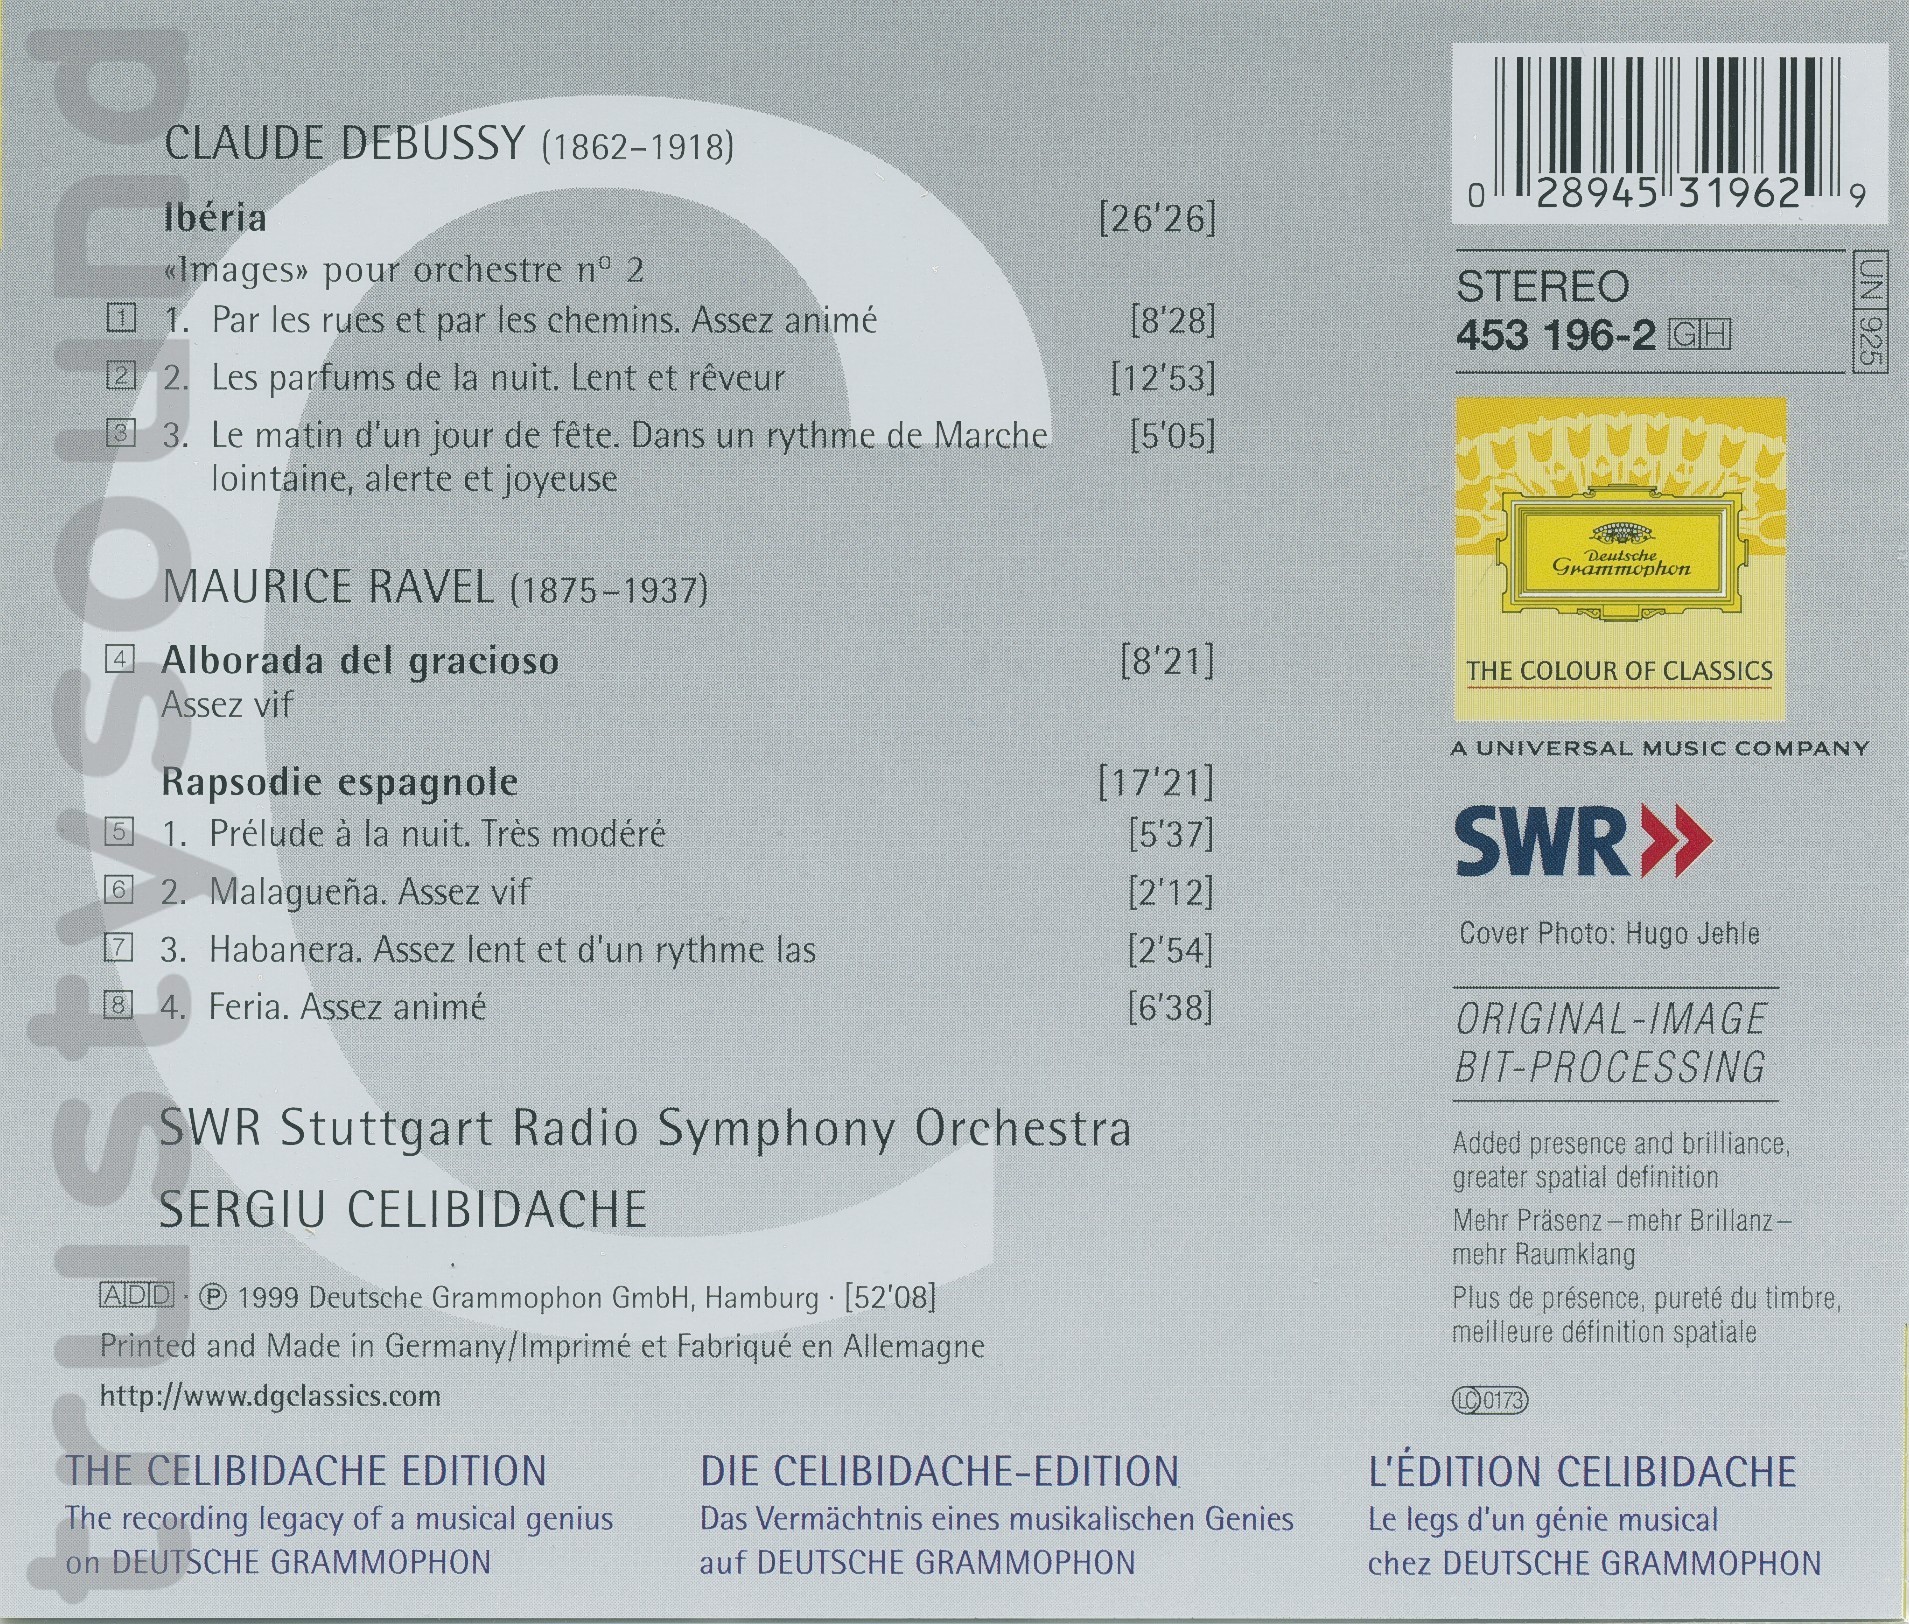 trustysound
CLAUDE DEBUSSY (1862–1918)
Ibéria [26'26]
«Images» pour orchestre nº 2
1 1. Par les rues et par les chemins. Assez animé [8'28]
2 2. Les parfums de la nuit. Lent et rêveur [12'53]
3 3. Le matin d'un jour de fête. Dans un rythme de Marche [5'05]
lointaine, alerte et joyeuse
MAURICE RAVEL (1875–1937)
4 Alborada del gracioso [8'21]
Assez vif
Rapsodie espagnole [17'21]
5 1. Prélude à la nuit. Très modéré [5'37]
6 2. Malagueña. Assez vif [2'12]
7 3. Habanera. Assez lent et d'un rythme las [2'54]
8 4. Feria. Assez animé [6'38]
SWR Stuttgart Radio Symphony Orchestra
SERGIU CELIBIDACHE
ADD · ℗ 1999 Deutsche Grammophon GmbH, Hamburg · [52'08]
Printed and Made in Germany/Imprimé et Fabriqué en Allemagne
http://www.dgclassics.com
0 28945 31962 9
STEREO
453 196-2 GH
UN 925
Deutsche
Grammophon
THE COLOUR OF CLASSICS
A UNIVERSAL MUSIC COMPANY
SWR
Cover Photo: Hugo Jehle
ORIGINAL-IMAGE
BIT-PROCESSING
Added presence and brilliance,
greater spatial definition
Mehr Präsenz – mehr Brillanz –
mehr Raumklang
Plus de présence, pureté du timbre,
meilleure définition spatiale
LC 0173
THE CELIBIDACHE EDITION
The recording legacy of a musical genius
on DEUTSCHE GRAMMOPHON
DIE CELIBIDACHE-EDITION
Das Vermächtnis eines musikalischen Genies
auf DEUTSCHE GRAMMOPHON
L'ÉDITION CELIBIDACHE
Le legs d'un génie musical
chez DEUTSCHE GRAMMOPHON